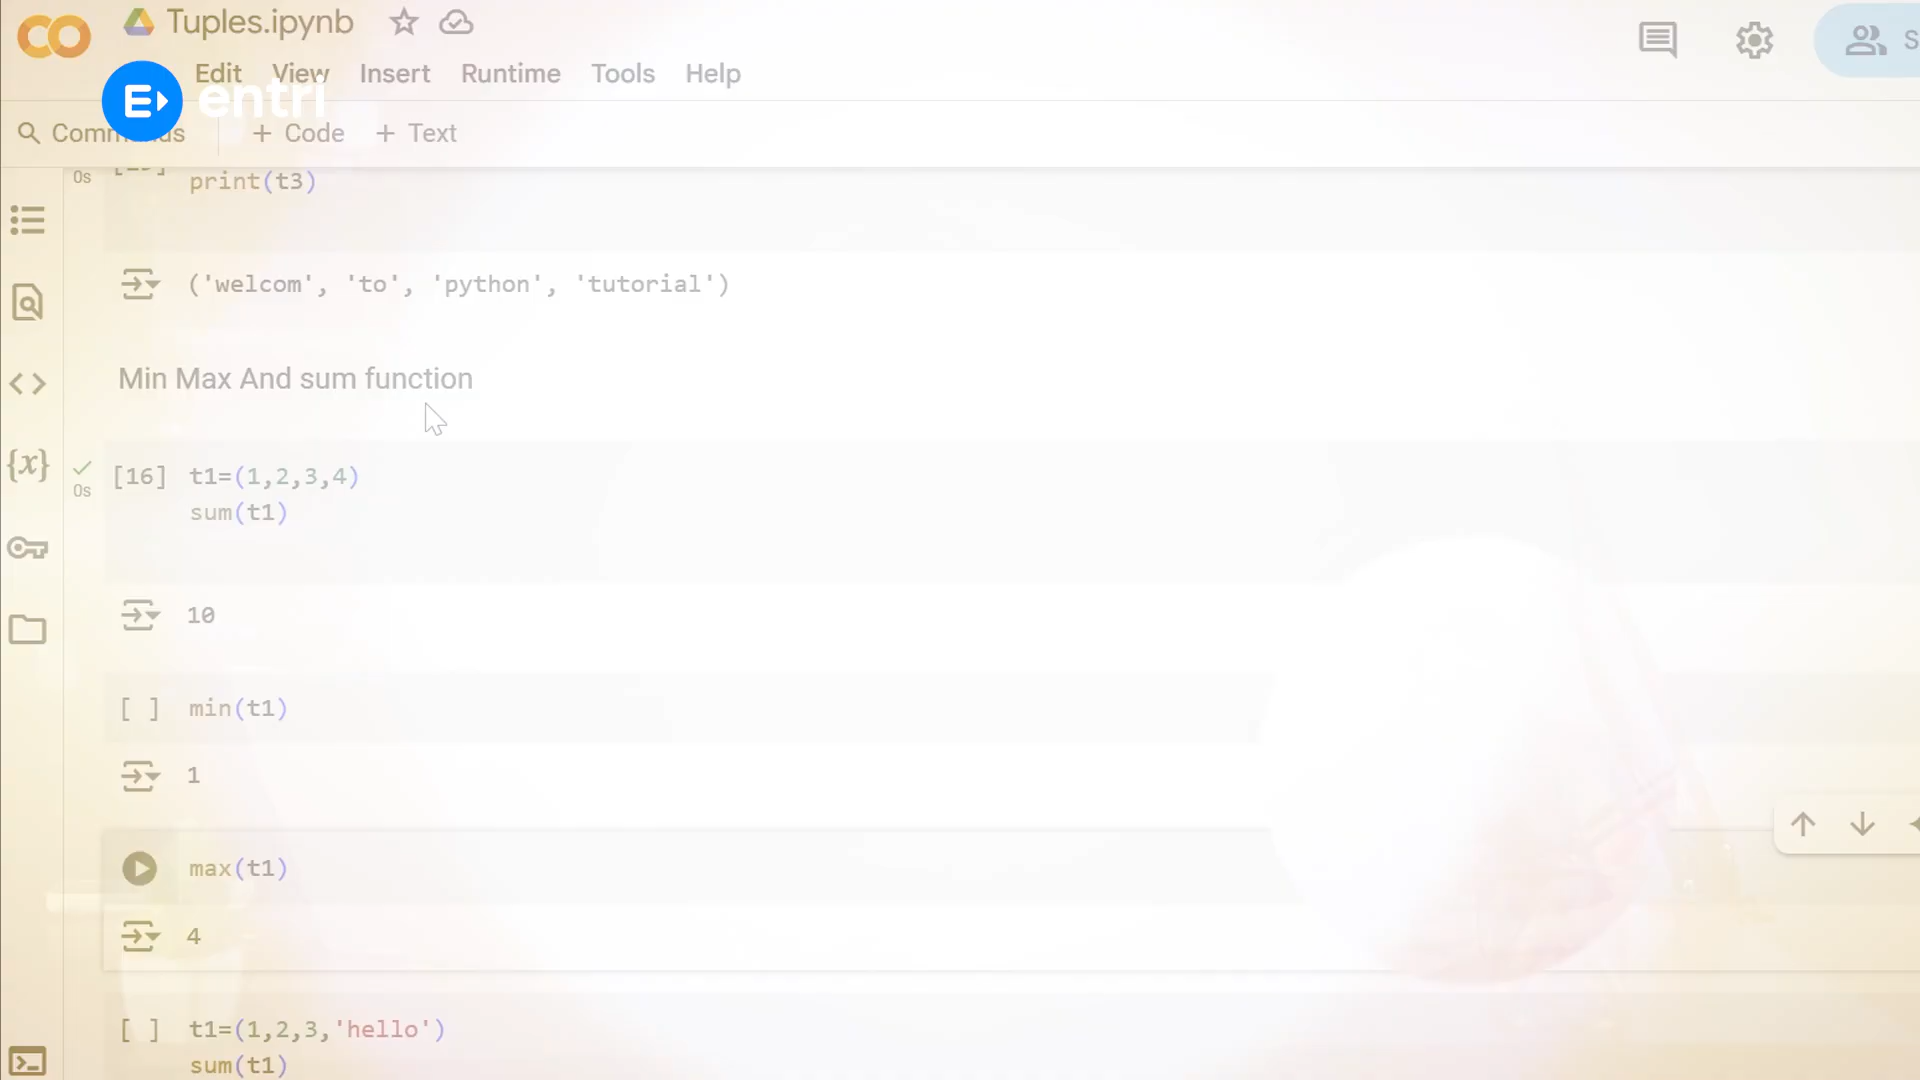 Tuples.ipynb
Edit View Insert Runtime Tools Help
entri
+ Code + Text
0s
print(t3)
('welcom', 'to', 'python', 'tutorial')
Min Max And sum function
[16] t1=(1,2,3,4)
0s
sum(t1)
10
[ ] min(t1)
1
max(t1)
4
[ ] t1=(1,2,3,'hello')
sum(t1)